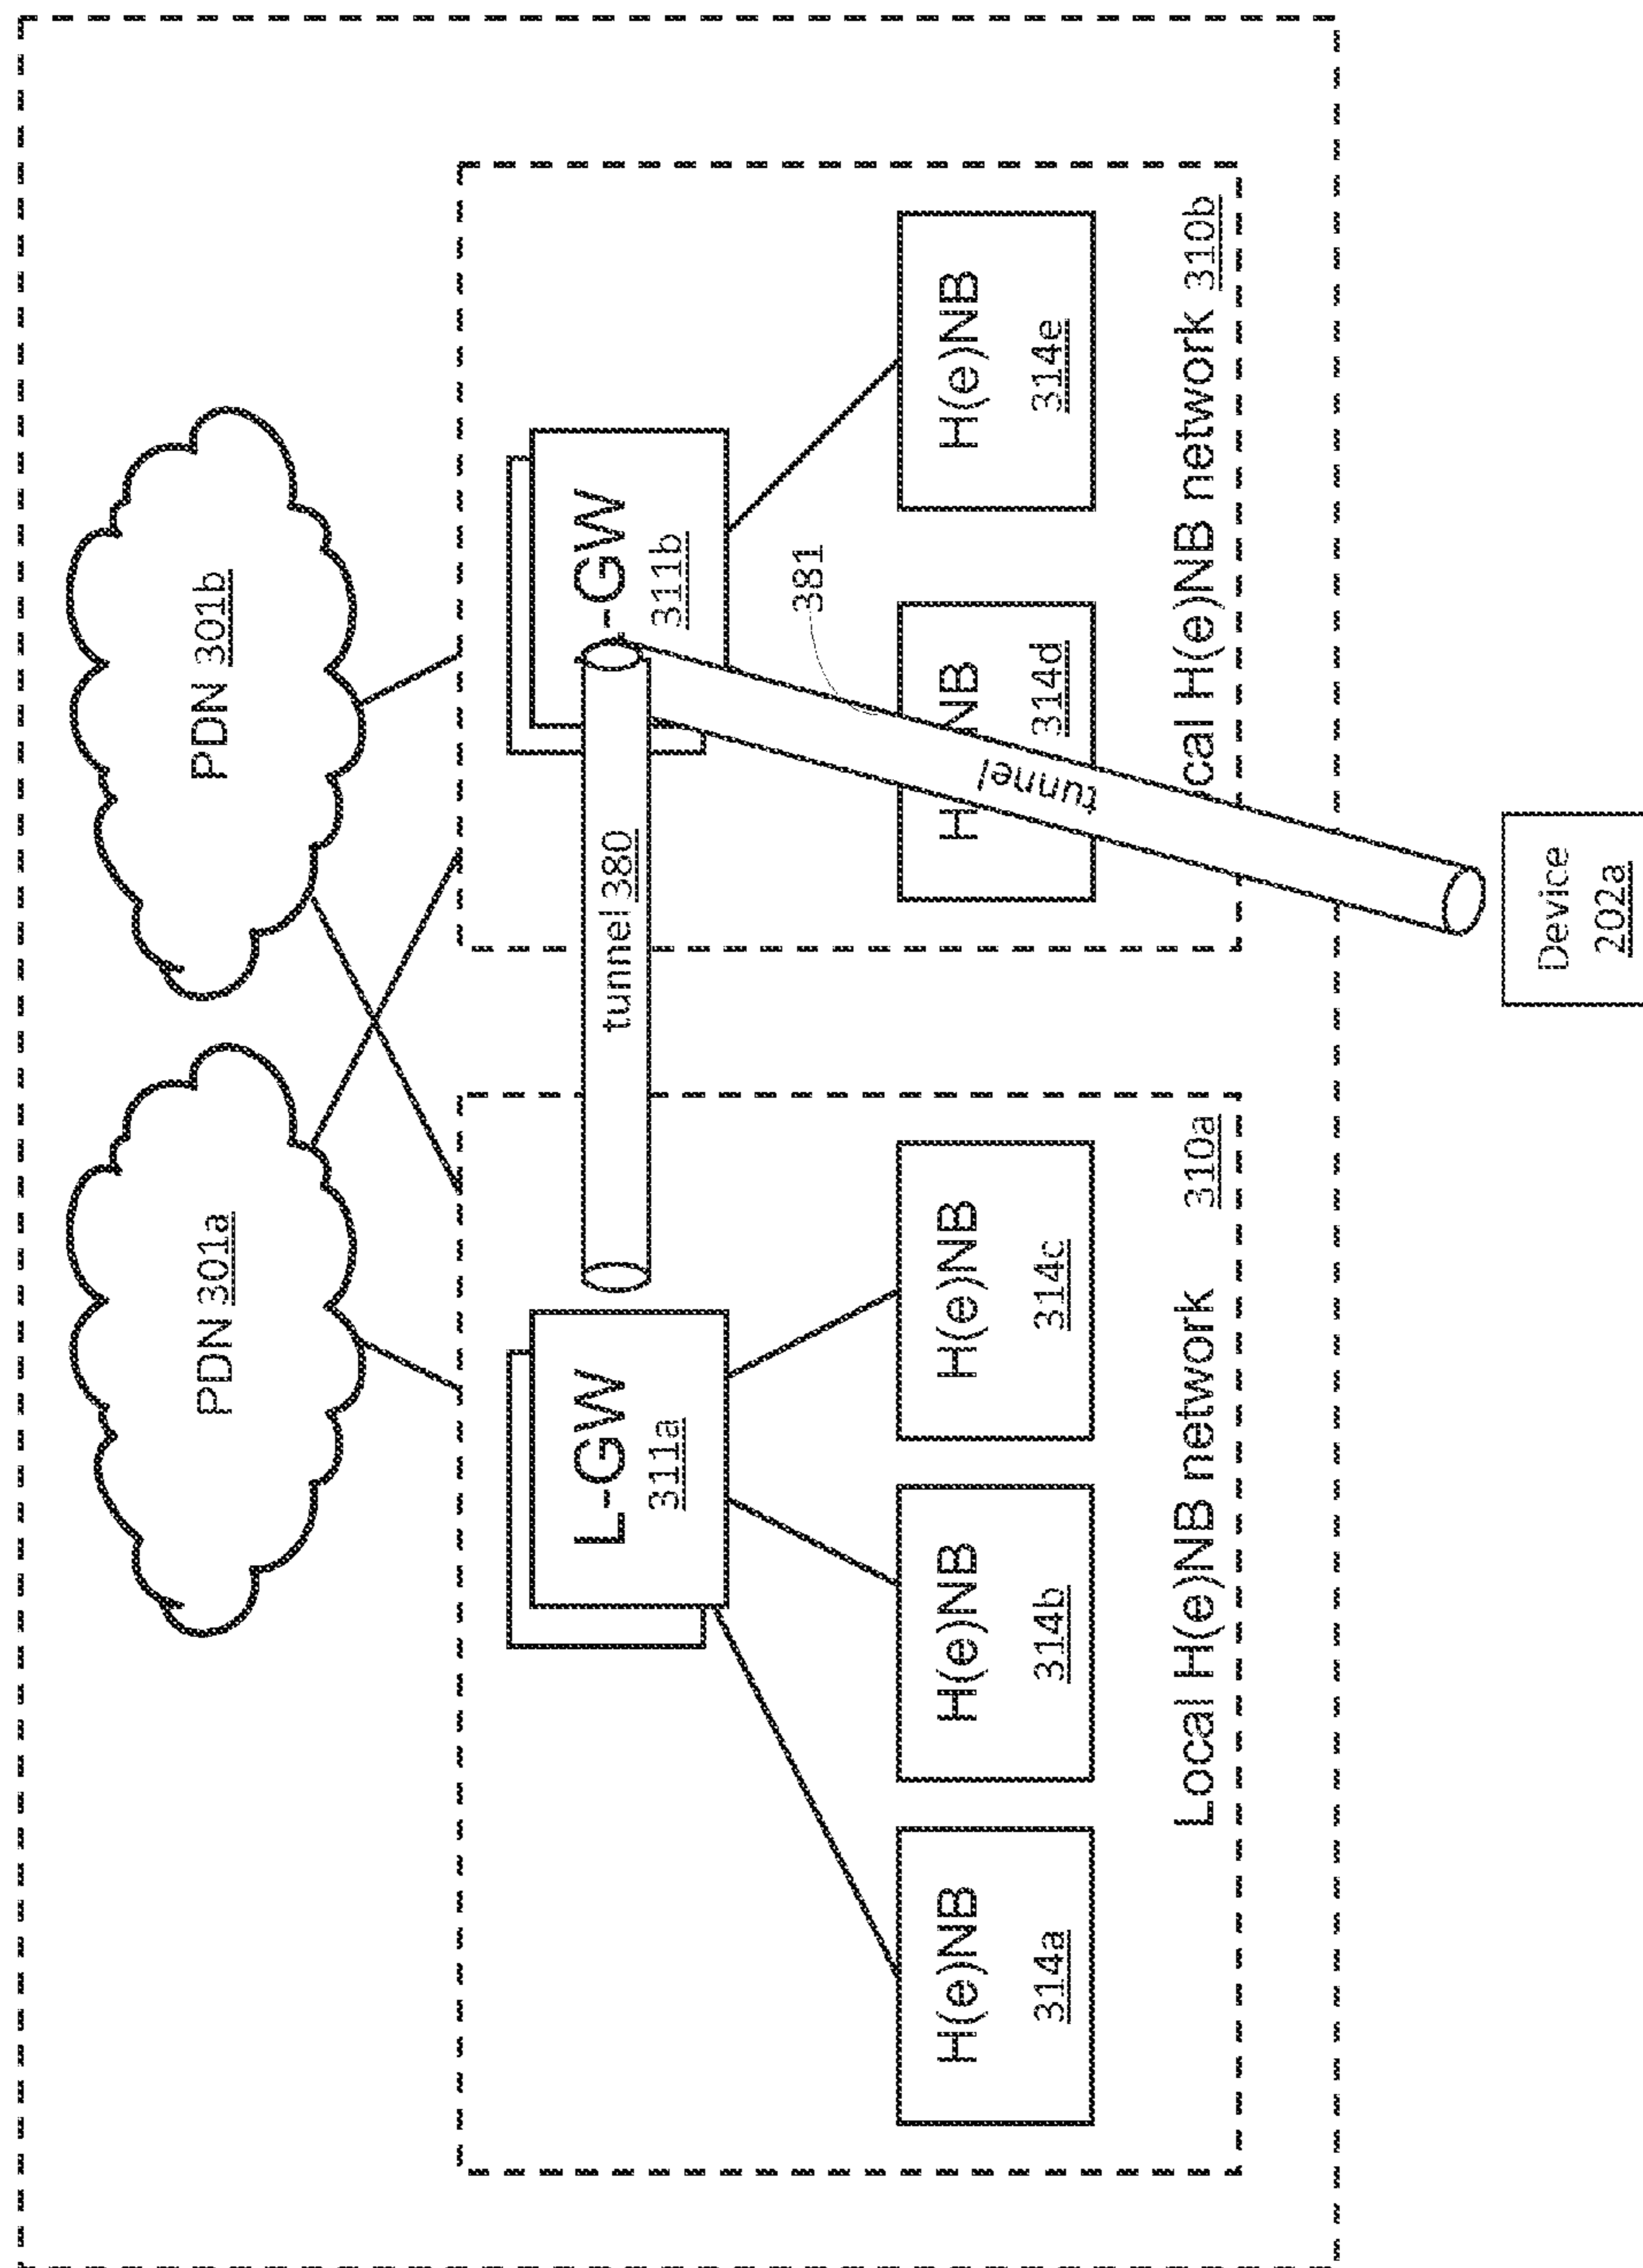 PDN 301a
PDN 301b
L-GW
311a
tunnel 380
-GW
311b
381
H(e)NB
314a
H(e)NB
314b
H(e)NB
314c
H NB
314d
H(e)NB
314e
tunnel
Local H(e)NB network 310a
cal H(e)NB network 310b
Device
202a